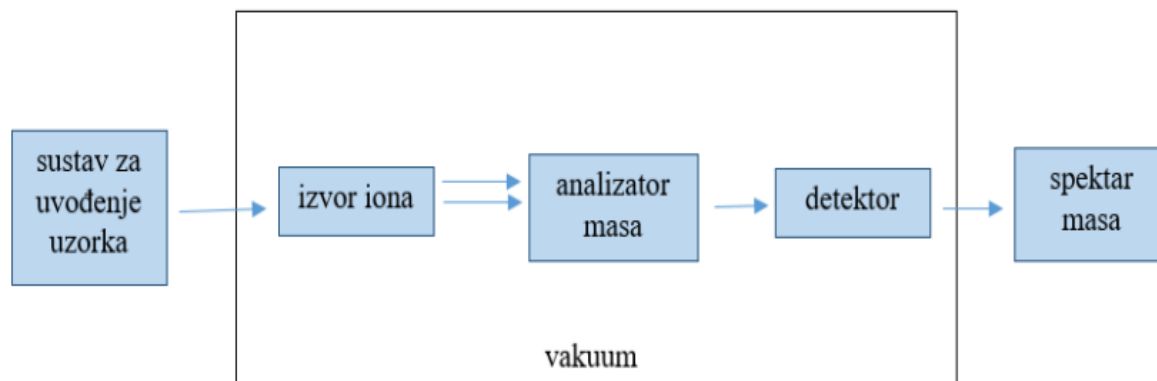 sustav za
uvođenje
uzorka
izvor iona
analizator
masa
detektor
spektar
masa
vakuum